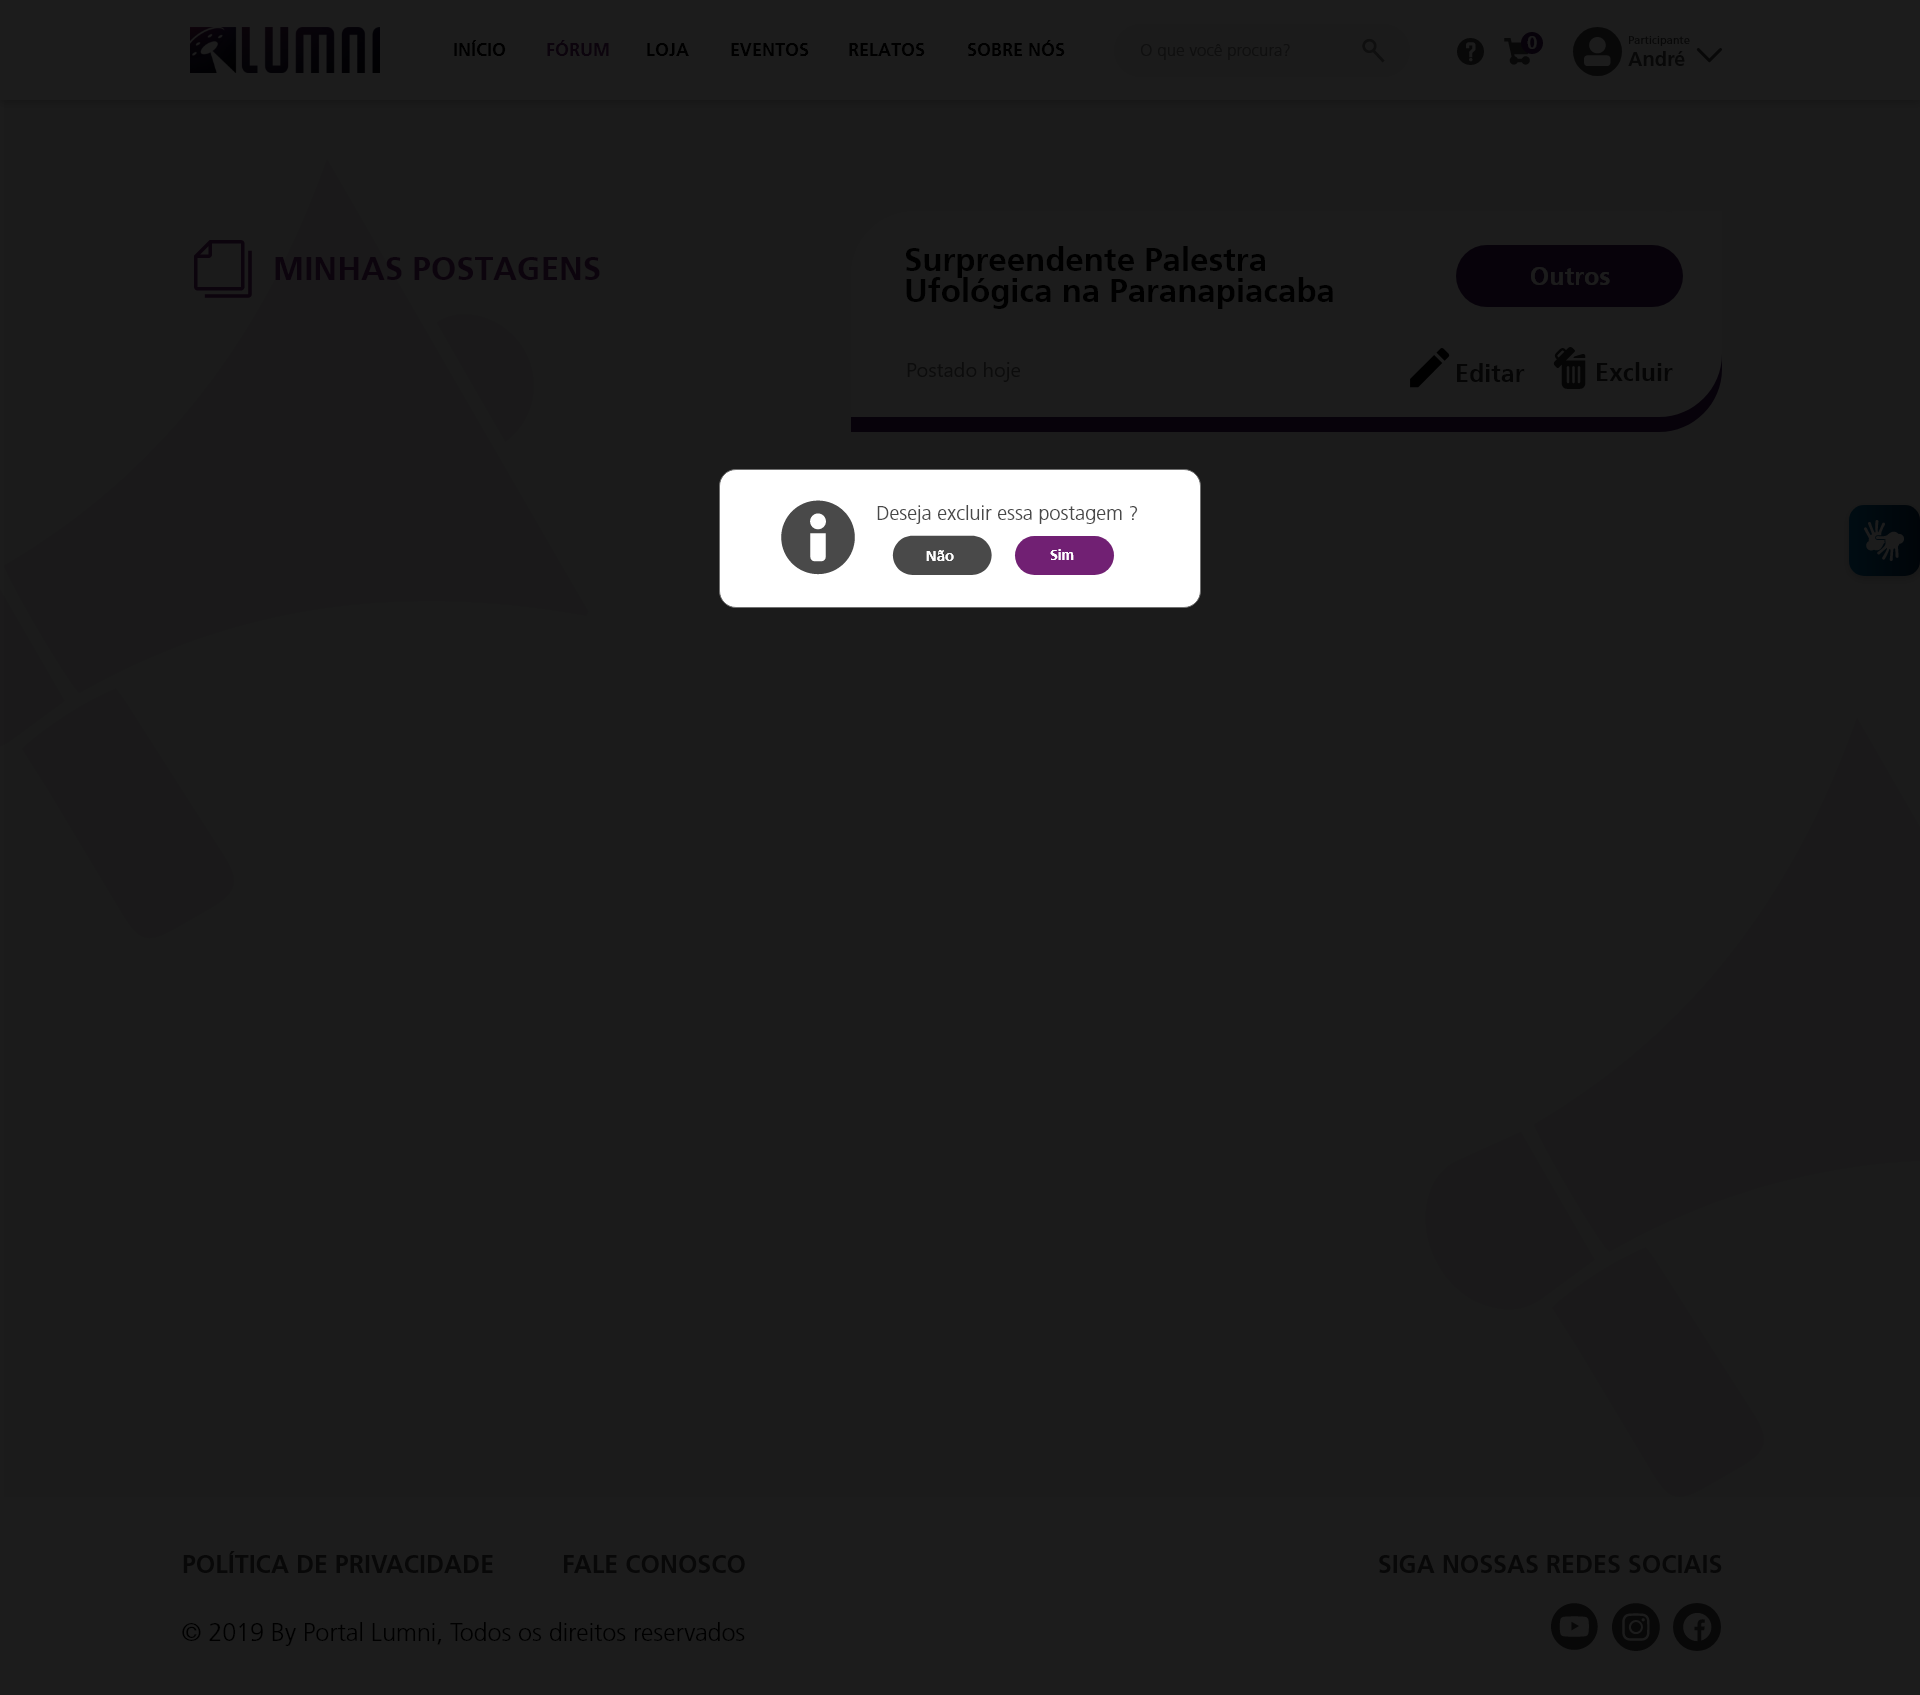 LUMNI
INÍCIO FÓRUM LOJA EVENTOS RELATOS SOBRE NÓS
O que você procura?
0
Participante
André
MINHAS POSTAGENS
Surpreendente Palestra
Ufológica na Paranapiacaba
Outros
Postado hoje
Editar
Excluir
Deseja excluir essa postagem ?
Não
Sim
POLÍTICA DE PRIVACIDADE
FALE CONOSCO
SIGA NOSSAS REDES SOCIAIS
© 2019 By Portal Lumni, Todos os direitos reservados